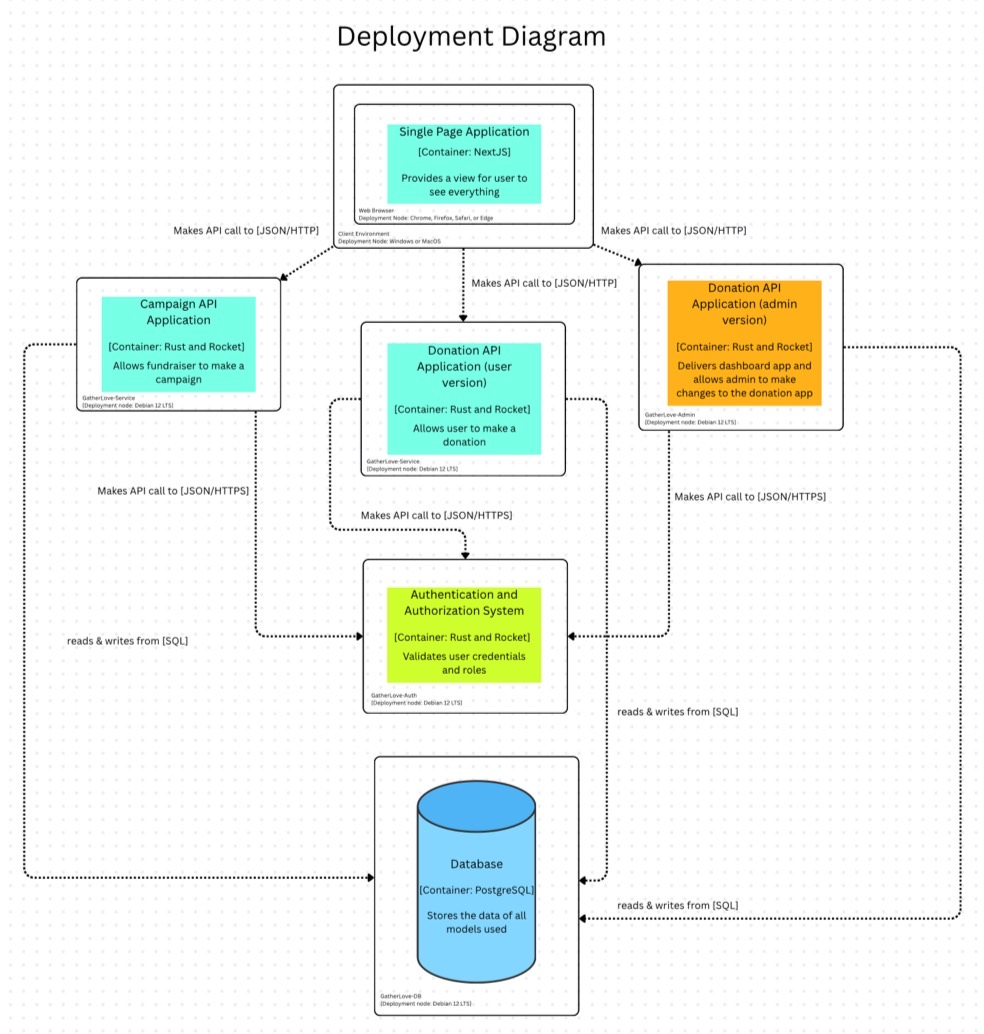 Deployment Diagram
Single Page Application
[Container: NextJS]
Provides a view for user to
see everything
Web Browser
Deployment Node: Chrome, Firefox, Safari, or Edge
Client Environment
Deployment Node: Windows or MacOS
Makes API call to [JSON/HTTP]
Makes API call to [JSON/HTTP]
Makes API call to [JSON/HTTP]
Campaign API
Application
[Container: Rust and Rocket]
Allows fundraiser to make a
campaign
GatherLove-Service
[Deployment node: Debian 12 LTS]
Donation API
Application (user
version)
[Container: Rust and Rocket]
Allows user to make a
donation
GatherLove-Service
[Deployment node: Debian 12 LTS]
Donation API
Application (admin
version)
[Container: Rust and Rocket]
Delivers dashboard app and
allows admin to make
changes to the donation app
GatherLove-Admin
[Deployment node: Debian 12 LTS]
Makes API call to [JSON/HTTPS]
Makes API call to [JSON/HTTPS]
Makes API call to [JSON/HTTPS]
Authentication and
Authorization System
[Container: Rust and Rocket]
Validates user credentials
and roles
GatherLove-Auth
[Deployment node: Debian 12 LTS]
reads & writes from [SQL]
reads & writes from [SQL]
Database
[Container: PostgreSQL]
Stores the data of all
models used
GatherLove-DB
[Deployment node: Debian 12 LTS]
reads & writes from [SQL]